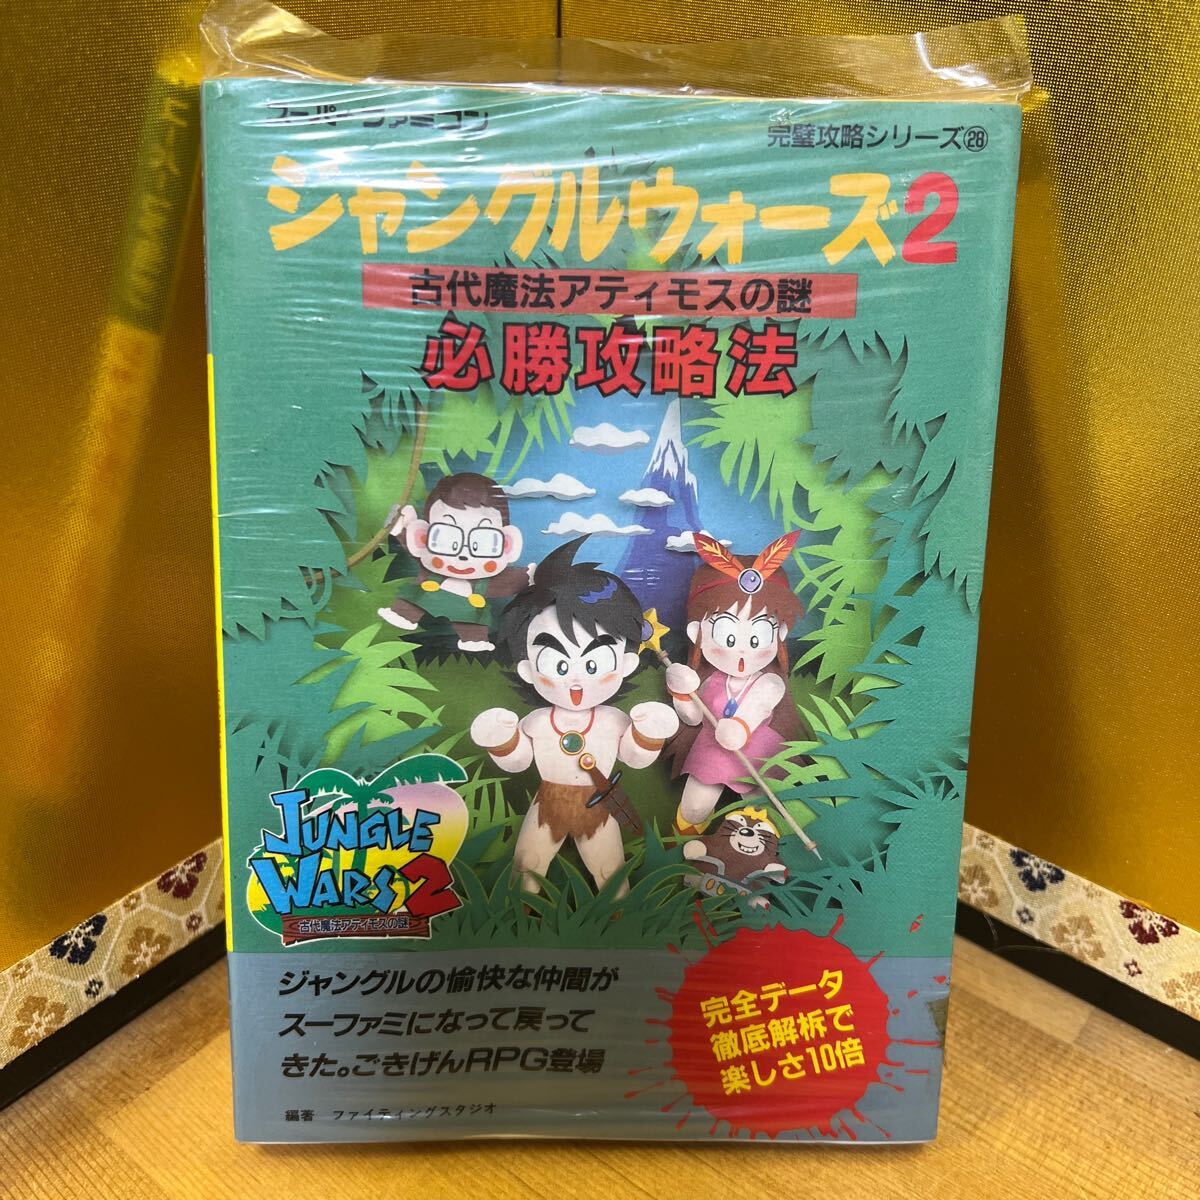 スーパーファミコン
完璧攻略シリーズ㉘
ジャングルウォーズ2
古代魔法アティモスの謎
必勝攻略法
JUNGLE
WARS 2
古代魔法アティモスの謎
ジャングルの愉快な仲間が
スーファミになって戻って
きた。ごきげんRPG登場
完全データ
徹底解析で
楽しさ10倍
編著 ファイティングスタジオ